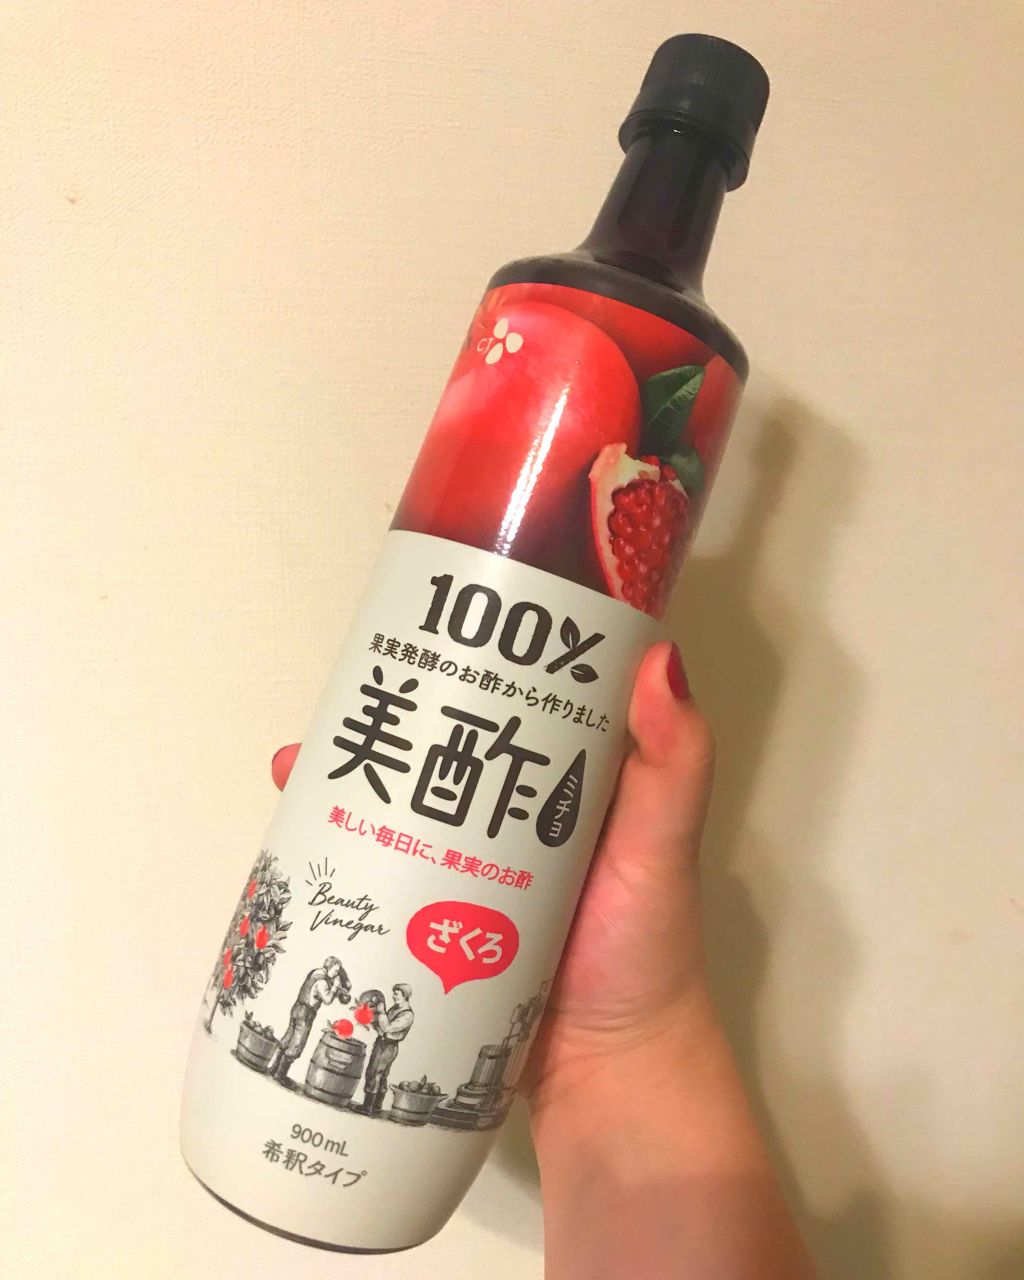 CJ
100%
果実発酵のお酢から作りました
美酢
ミチョ
美しい毎日に、果実のお酢
Beauty
Vinegar
ざくろ
900mL
希釈タイプ